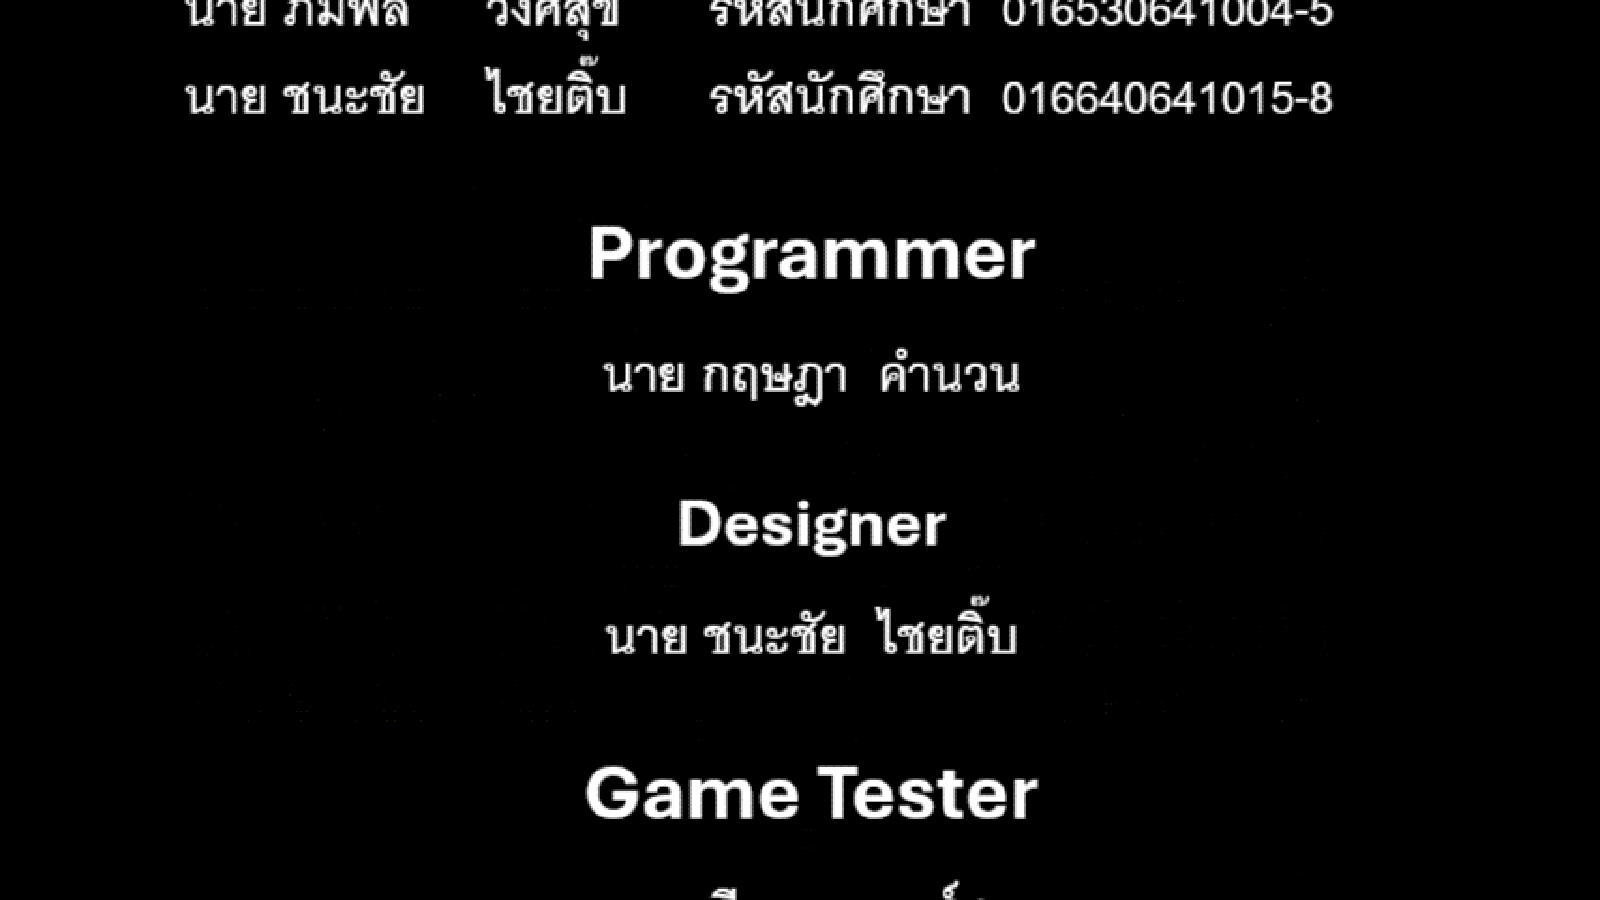 นาย ภูมิพล วงศ์สุข รหัสนักศึกษา 016530641004-5
นาย ชนะชัย ไชยติ๊บ รหัสนักศึกษา 016640641015-8
Programmer
นาย กฤษฎา คำนวน
Designer
นาย ชนะชัย ไชยติ๊บ
Game Tester